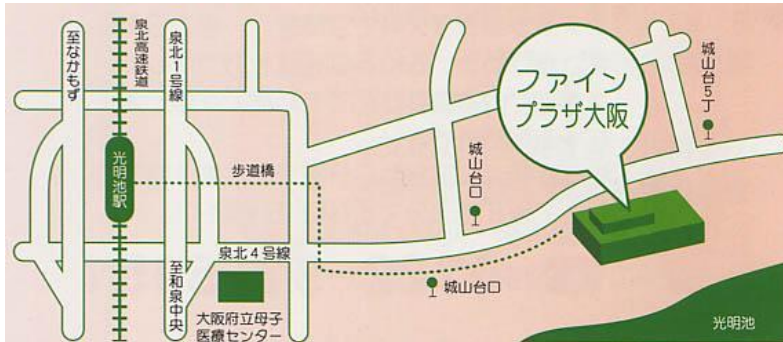 至なかもず
泉北高速鉄道
泉北1号線
城山台5丁
ファイン
プラザ大阪
光明池駅
歩道橋
城山台口
泉北4号線
至和泉中央
城山台口
大阪府立母子
医療センター
光明池